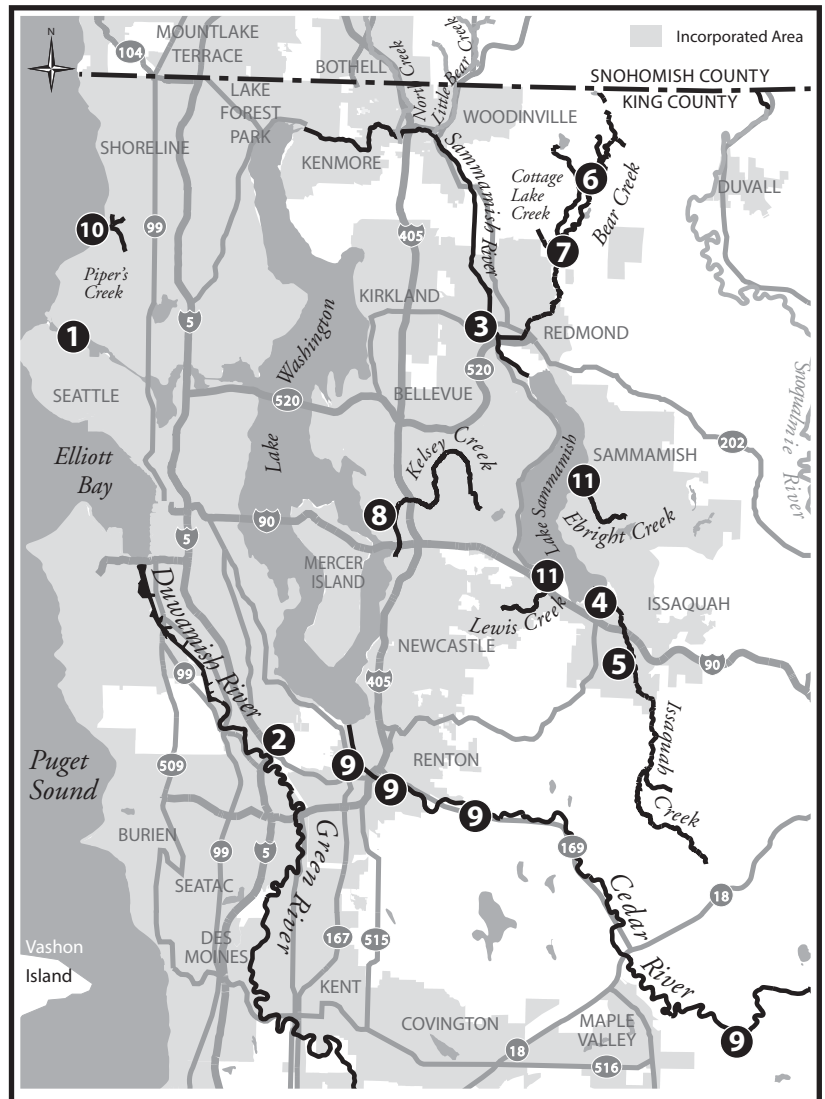 N
Incorporated Area
MOUNTLAKE
TERRACE
104
BOTHELL
North Creek
Little Bear Creek
SNOHOMISH COUNTY
KING COUNTY
LAKE
FOREST
PARK
WOODINVILLE
SHORELINE
KENMORE
Sammamish River
Cottage
Lake
Creek
6
Bear Creek
DUVALL
10
99
405
7
Piper's
Creek
KIRKLAND
Washington
5
1
3
REDMOND
520
SEATTLE
520
BELLEVUE
Snoqualmie River
Elliott
Bay
Lake
Kelsey Creek
202
SAMMAMISH
Lake Sammamish
11
8
90
5
Ebright Creek
MERCER
ISLAND
11
4
ISSAQUAH
Lewis Creek
Duwamish River
NEWCASTLE
5
90
99
405
Issaquah
Creek
2
Puget
Sound
509
9
RENTON
9
9
BURIEN
99
5
Green River
169
SEATAC
Cedar
River
18
DES
MOINES
167
515
Vashon
Island
KENT
COVINGTON
MAPLE
VALLEY
9
18
516